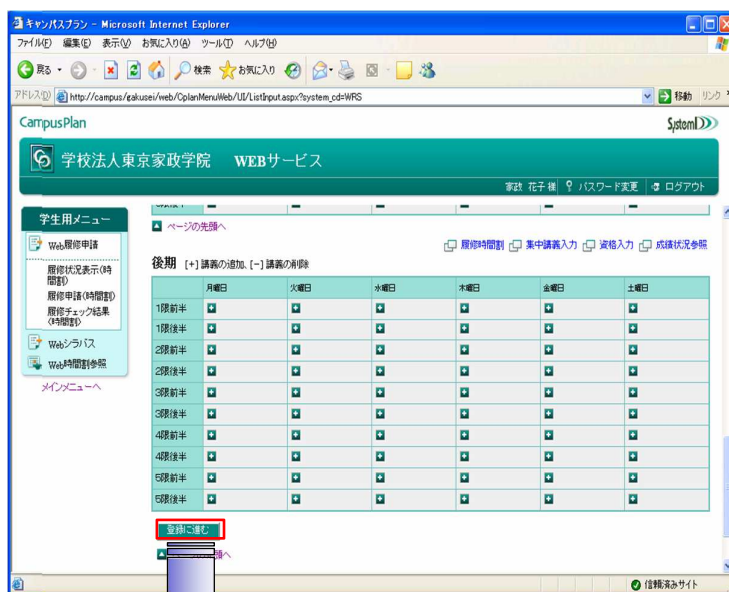 キャンパスプラン - Microsoft Internet Explorer
ファイル(F) 編集(E) 表示(V) お気に入り(A) ツール(T) ヘルプ(H)
戻る 検索 お気に入り
アドレス(D) http://campus/gakusei/web/CplanMenuWeb/UI/ListInput.aspx?system_cd=WRS 移動 リンク
CampusPlan SystemD
学校法人東京家政学院 WEBサービス
家政 花子 様 パスワード変更 ログアウト
学生用メニュー
Web履修申請
履修状況表示(時間割)
履修申請(時間割)
履修チェック結果(時間割)
Webシラバス
Web時間割参照
メインメニューへ
ページの先頭へ
履修時間割 集中講義入力 資格入力 成績状況参照
後期 [+]講義の追加、[-]講義の削除
月曜日 火曜日 水曜日 木曜日 金曜日 土曜日
1限前半
1限後半
2限前半
2限後半
3限前半
3限後半
4限前半
4限後半
5限前半
5限後半
登録に進む
頭へ
信頼済みサイト